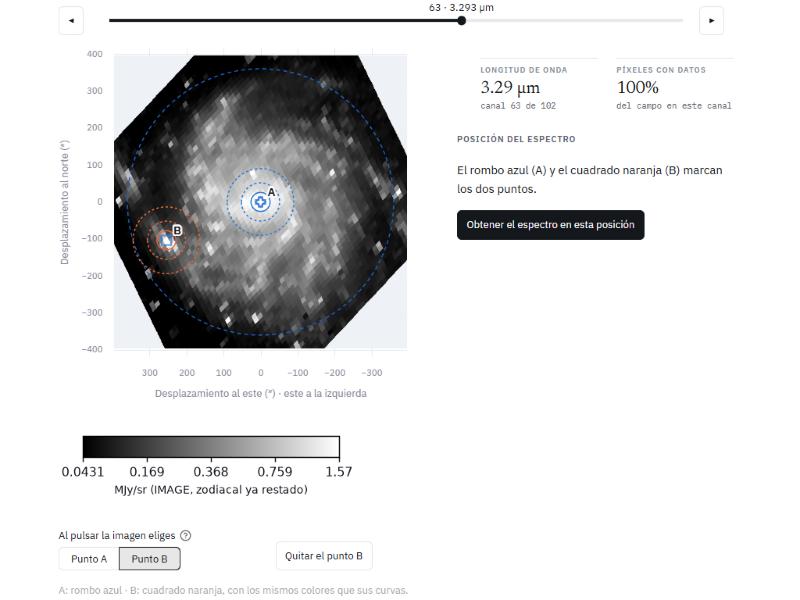 63 · 3.293 µm
◄
►
LONGITUD DE ONDA
3.29 µm
canal 63 de 102
PÍXELES CON DATOS
100%
del campo en este canal
POSICIÓN DEL ESPECTRO
El rombo azul (A) y el cuadrado naranja (B) marcan
los dos puntos.
Obtener el espectro en esta posición
Desplazamiento al norte (″)
400
300
200
100
0
−100
−200
−300
−400
A
B
300
200
100
0
−100
−200
−300
Desplazamiento al este (″) · este a la izquierda
0.0431
0.169
0.368
0.759
1.57
MJy/sr (IMAGE, zodiacal ya restado)
Al pulsar la imagen eliges ?
Punto A
Punto B
Quitar el punto B
A: rombo azul · B: cuadrado naranja, con los mismos colores que sus curvas.